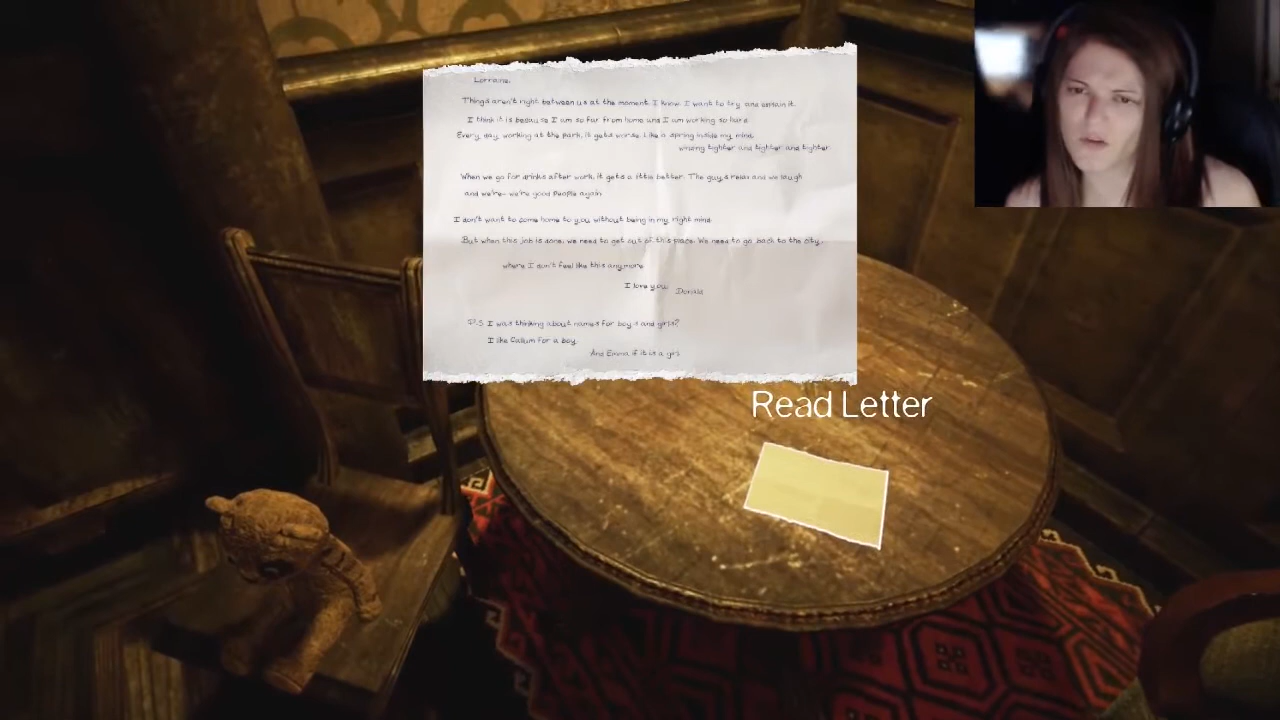 Lorraine.
Things aren't right between us at the moment. I know. I want to try and explain it.
I think it is because I am so far from home and I am working so hard.
Every day, working at the park, it gets worse. Like a spring inside my mind,
wound tighter and tighter and tighter.
When we go for drinks after work, it gets a little better. The guys relax and we laugh
and we're- we're good people again
I don't want to come home to you without being in my right mind.
But when this job is done, we need to get out of this place. We need to go back to the city,
where I don't feel like this anymore
I love you. Donald
P.S I was thinking about names for boys and girls?
I like Callum for a boy.
And Emma, if it is a girl
Read Letter